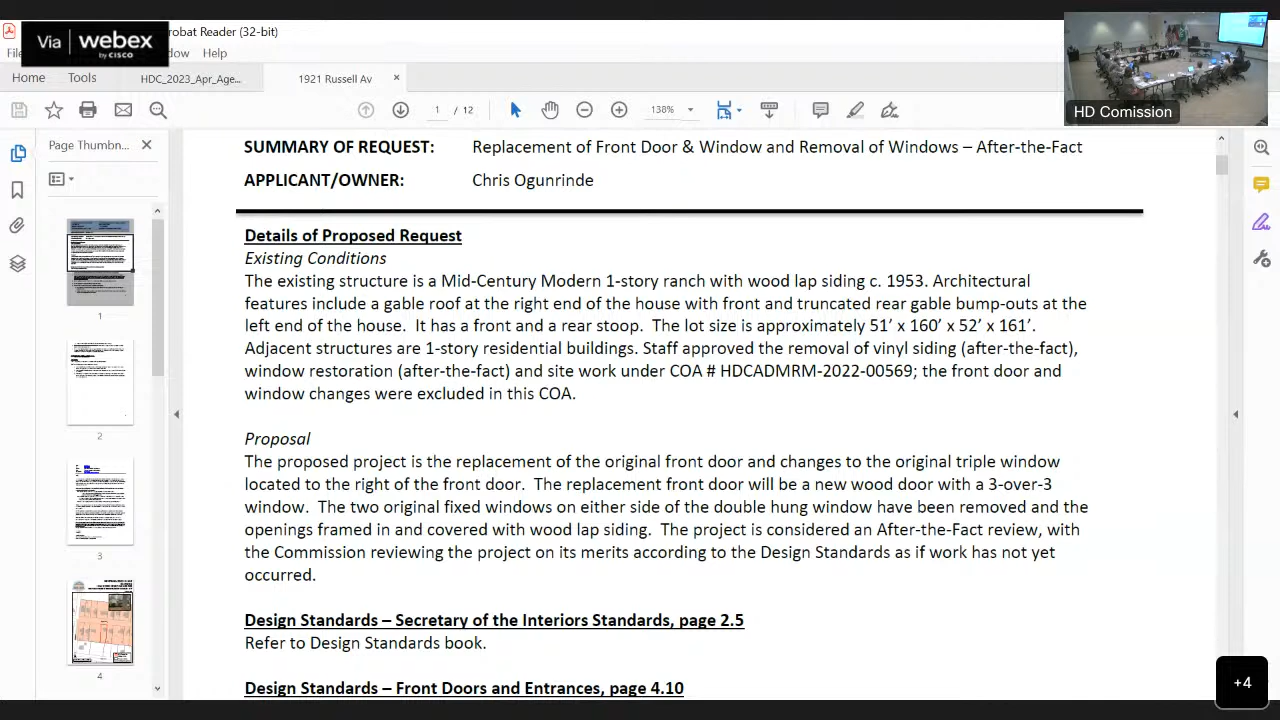 Via webex
by CISCO
robat Reader (32-bit)
dow Help
Home Tools HDC_2023_Apr_Age... 1921 Russell Av
1 / 12 138%
HD Comission
Page Thumbn...
1
2
3
4
SUMMARY OF REQUEST: Replacement of Front Door & Window and Removal of Windows – After-the-Fact
APPLICANT/OWNER: Chris Ogunrinde
Details of Proposed Request
Existing Conditions
The existing structure is a Mid-Century Modern 1-story ranch with wood lap siding c. 1953. Architectural
features include a gable roof at the right end of the house with front and truncated rear gable bump-outs at the
left end of the house. It has a front and a rear stoop. The lot size is approximately 51’ x 160’ x 52’ x 161’.
Adjacent structures are 1-story residential buildings. Staff approved the removal of vinyl siding (after-the-fact),
window restoration (after-the-fact) and site work under COA # HDCADMRM-2022-00569; the front door and
window changes were excluded in this COA.
Proposal
The proposed project is the replacement of the original front door and changes to the original triple window
located to the right of the front door. The replacement front door will be a new wood door with a 3-over-3
window. The two original fixed windows on either side of the double hung window have been removed and the
openings framed in and covered with wood lap siding. The project is considered an After-the-Fact review, with
the Commission reviewing the project on its merits according to the Design Standards as if work has not yet
occurred.
Design Standards – Secretary of the Interiors Standards, page 2.5
Refer to Design Standards book.
Design Standards – Front Doors and Entrances, page 4.10
+4